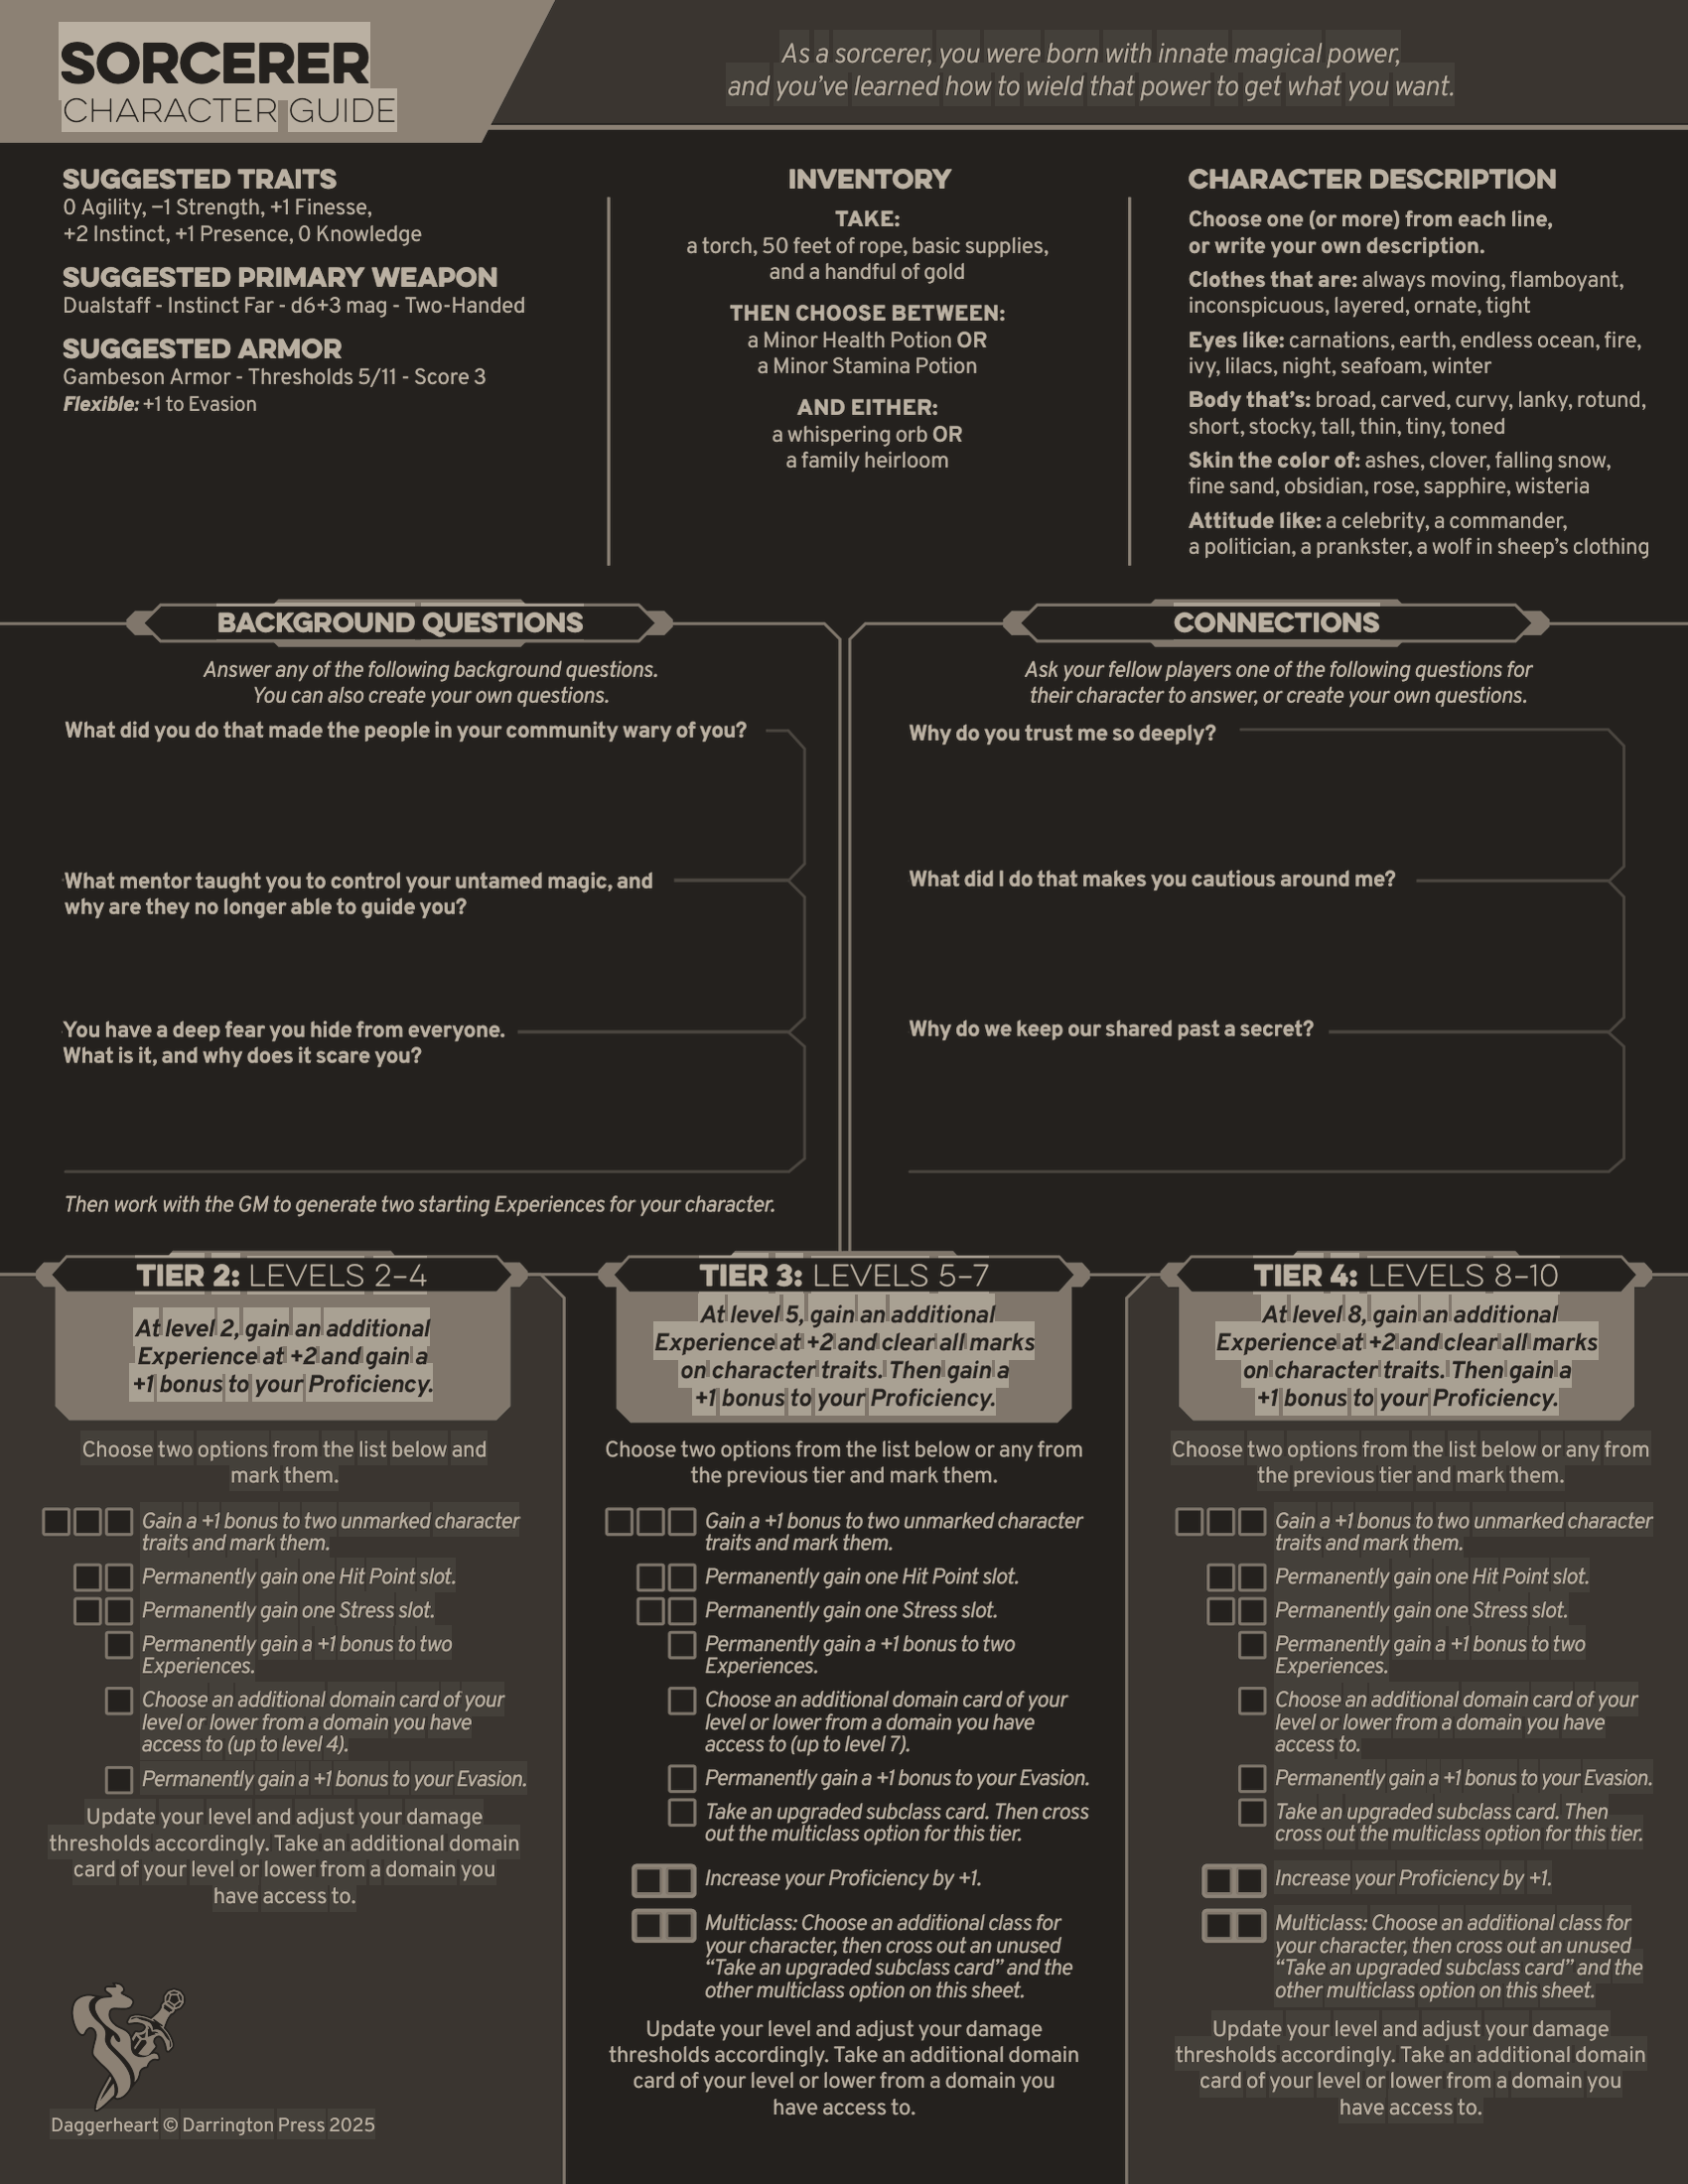 SORCERER
CHARACTER GUIDE
As a sorcerer, you were born with innate magical power,
and you've learned how to wield that power to get what you want.
SUGGESTED TRAITS
0 Agility, −1 Strength, +1 Finesse,
+2 Instinct, +1 Presence, 0 Knowledge
SUGGESTED PRIMARY WEAPON
Dualstaff - Instinct Far - d6+3 mag - Two-Handed
SUGGESTED ARMOR
Gambeson Armor - Thresholds 5/11 - Score 3
Flexible: +1 to Evasion
INVENTORY
TAKE:
a torch, 50 feet of rope, basic supplies,
and a handful of gold
THEN CHOOSE BETWEEN:
a Minor Health Potion OR
a Minor Stamina Potion
AND EITHER:
a whispering orb OR
a family heirloom
CHARACTER DESCRIPTION
Choose one (or more) from each line,
or write your own description.
Clothes that are: always moving, flamboyant,
inconspicuous, layered, ornate, tight
Eyes like: carnations, earth, endless ocean, fire,
ivy, lilacs, night, seafoam, winter
Body that's: broad, carved, curvy, lanky, rotund,
short, stocky, tall, thin, tiny, toned
Skin the color of: ashes, clover, falling snow,
fine sand, obsidian, rose, sapphire, wisteria
Attitude like: a celebrity, a commander,
a politician, a prankster, a wolf in sheep's clothing
BACKGROUND QUESTIONS
Answer any of the following background questions.
You can also create your own questions.
What did you do that made the people in your community wary of you?
What mentor taught you to control your untamed magic, and
why are they no longer able to guide you?
You have a deep fear you hide from everyone.
What is it, and why does it scare you?
Then work with the GM to generate two starting Experiences for your character.
CONNECTIONS
Ask your fellow players one of the following questions for
their character to answer, or create your own questions.
Why do you trust me so deeply?
What did I do that makes you cautious around me?
Why do we keep our shared past a secret?
TIER 2: LEVELS 2–4
At level 2, gain an additional
Experience at +2 and gain a
+1 bonus to your Proficiency.
Choose two options from the list below and
mark them.
Gain a +1 bonus to two unmarked character
traits and mark them.
Permanently gain one Hit Point slot.
Permanently gain one Stress slot.
Permanently gain a +1 bonus to two
Experiences.
Choose an additional domain card of your
level or lower from a domain you have
access to (up to level 4).
Permanently gain a +1 bonus to your Evasion.
Update your level and adjust your damage
thresholds accordingly. Take an additional domain
card of your level or lower from a domain you
have access to.
Daggerheart © Darrington Press 2025
TIER 3: LEVELS 5–7
At level 5, gain an additional
Experience at +2 and clear all marks
on character traits. Then gain a
+1 bonus to your Proficiency.
Choose two options from the list below or any from
the previous tier and mark them.
Gain a +1 bonus to two unmarked character
traits and mark them.
Permanently gain one Hit Point slot.
Permanently gain one Stress slot.
Permanently gain a +1 bonus to two
Experiences.
Choose an additional domain card of your
level or lower from a domain you have
access to (up to level 7).
Permanently gain a +1 bonus to your Evasion.
Take an upgraded subclass card. Then cross
out the multiclass option for this tier.
Increase your Proficiency by +1.
Multiclass: Choose an additional class for
your character, then cross out an unused
“Take an upgraded subclass card” and the
other multiclass option on this sheet.
Update your level and adjust your damage
thresholds accordingly. Take an additional domain
card of your level or lower from a domain you
have access to.
TIER 4: LEVELS 8–10
At level 8, gain an additional
Experience at +2 and clear all marks
on character traits. Then gain a
+1 bonus to your Proficiency.
Choose two options from the list below or any from
the previous tier and mark them.
Gain a +1 bonus to two unmarked character
traits and mark them.
Permanently gain one Hit Point slot.
Permanently gain one Stress slot.
Permanently gain a +1 bonus to two
Experiences.
Choose an additional domain card of your
level or lower from a domain you have
access to.
Permanently gain a +1 bonus to your Evasion.
Take an upgraded subclass card. Then
cross out the multiclass option for this tier.
Increase your Proficiency by +1.
Multiclass: Choose an additional class for
your character, then cross out an unused
“Take an upgraded subclass card” and the
other multiclass option on this sheet.
Update your level and adjust your damage
thresholds accordingly. Take an additional domain
card of your level or lower from a domain you
have access to.